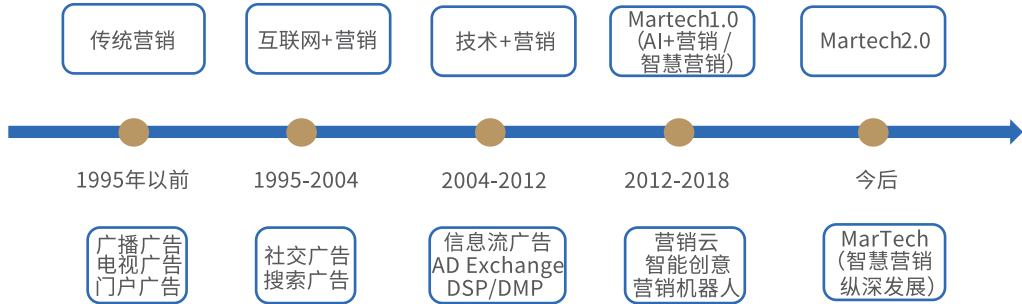 传统营销
互联网+营销
技术+营销
Martech1.0
（AI+营销 /
智慧营销）
Martech2.0
1995年以前
1995-2004
2004-2012
2012-2018
今后
广播广告
电视广告
门户广告
社交广告
搜索广告
信息流广告
AD Exchange
DSP/DMP
营销云
智能创意
营销机器人
MarTech
（智慧营销
纵深发展）